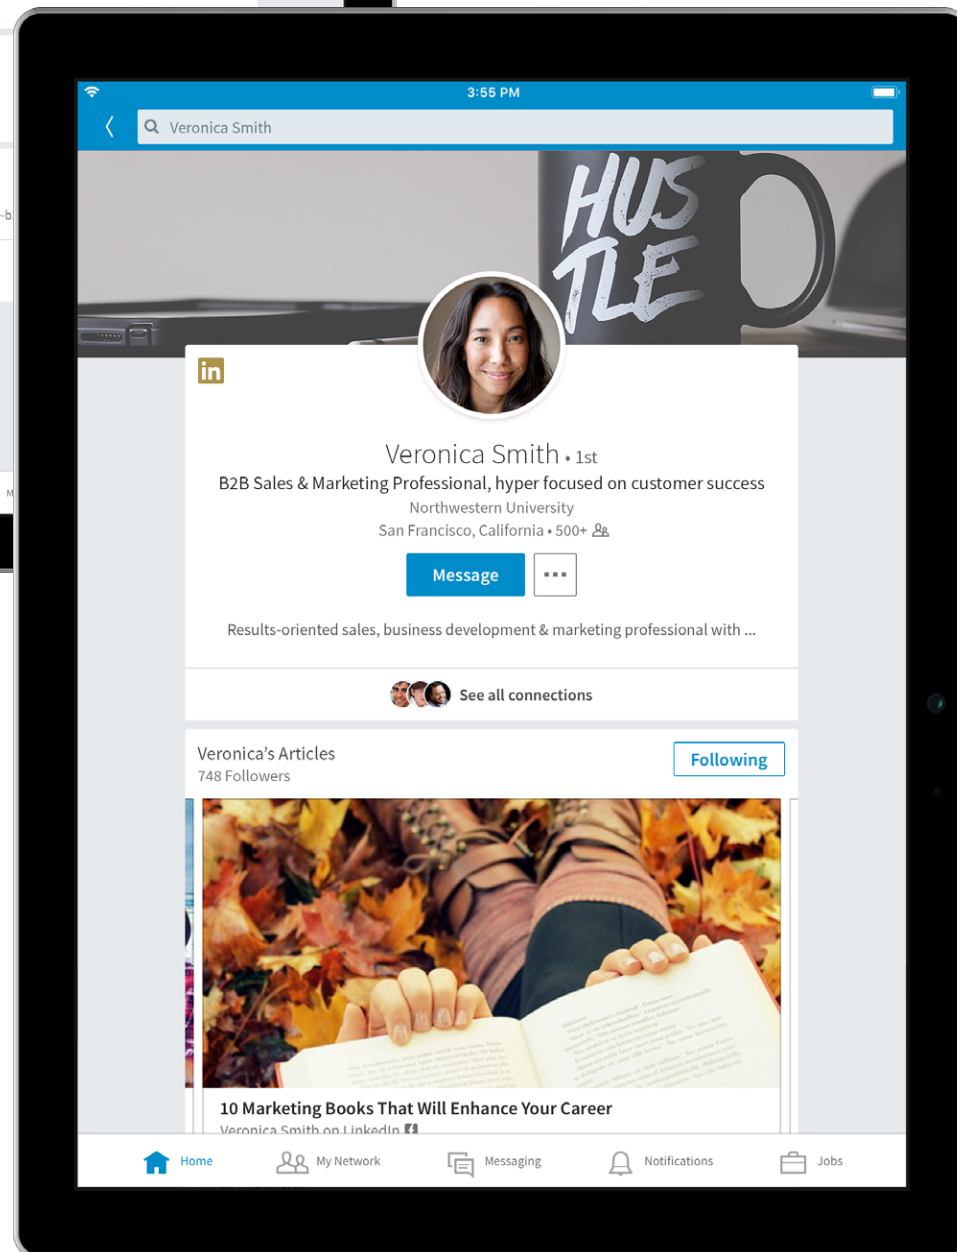 3:55 PM
Veronica Smith
HUS
TLE
in
Veronica Smith • 1st
B2B Sales & Marketing Professional, hyper focused on customer success
Northwestern University
San Francisco, California • 500+
Message
Results-oriented sales, business development & marketing professional with ...
See all connections
Veronica's Articles
748 Followers
Following
10 Marketing Books That Will Enhance Your Career
Veronica Smith on LinkedIn
Home
My Network
Messaging
Notifications
Jobs